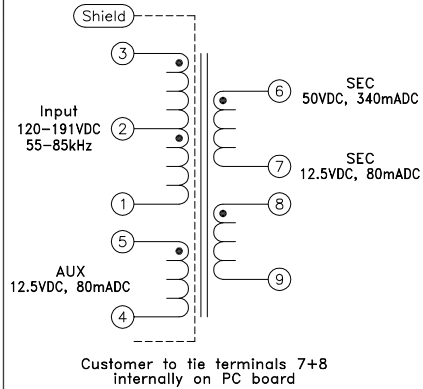 Shield
3
Input
120-191VDC
55-85kHz
2
1
5
AUX
12.5VDC, 80mADC
4
6
SEC
50VDC, 340mADC
7
SEC
12.5VDC, 80mADC
8
9
Customer to tie terminals 7+8
internally on PC board